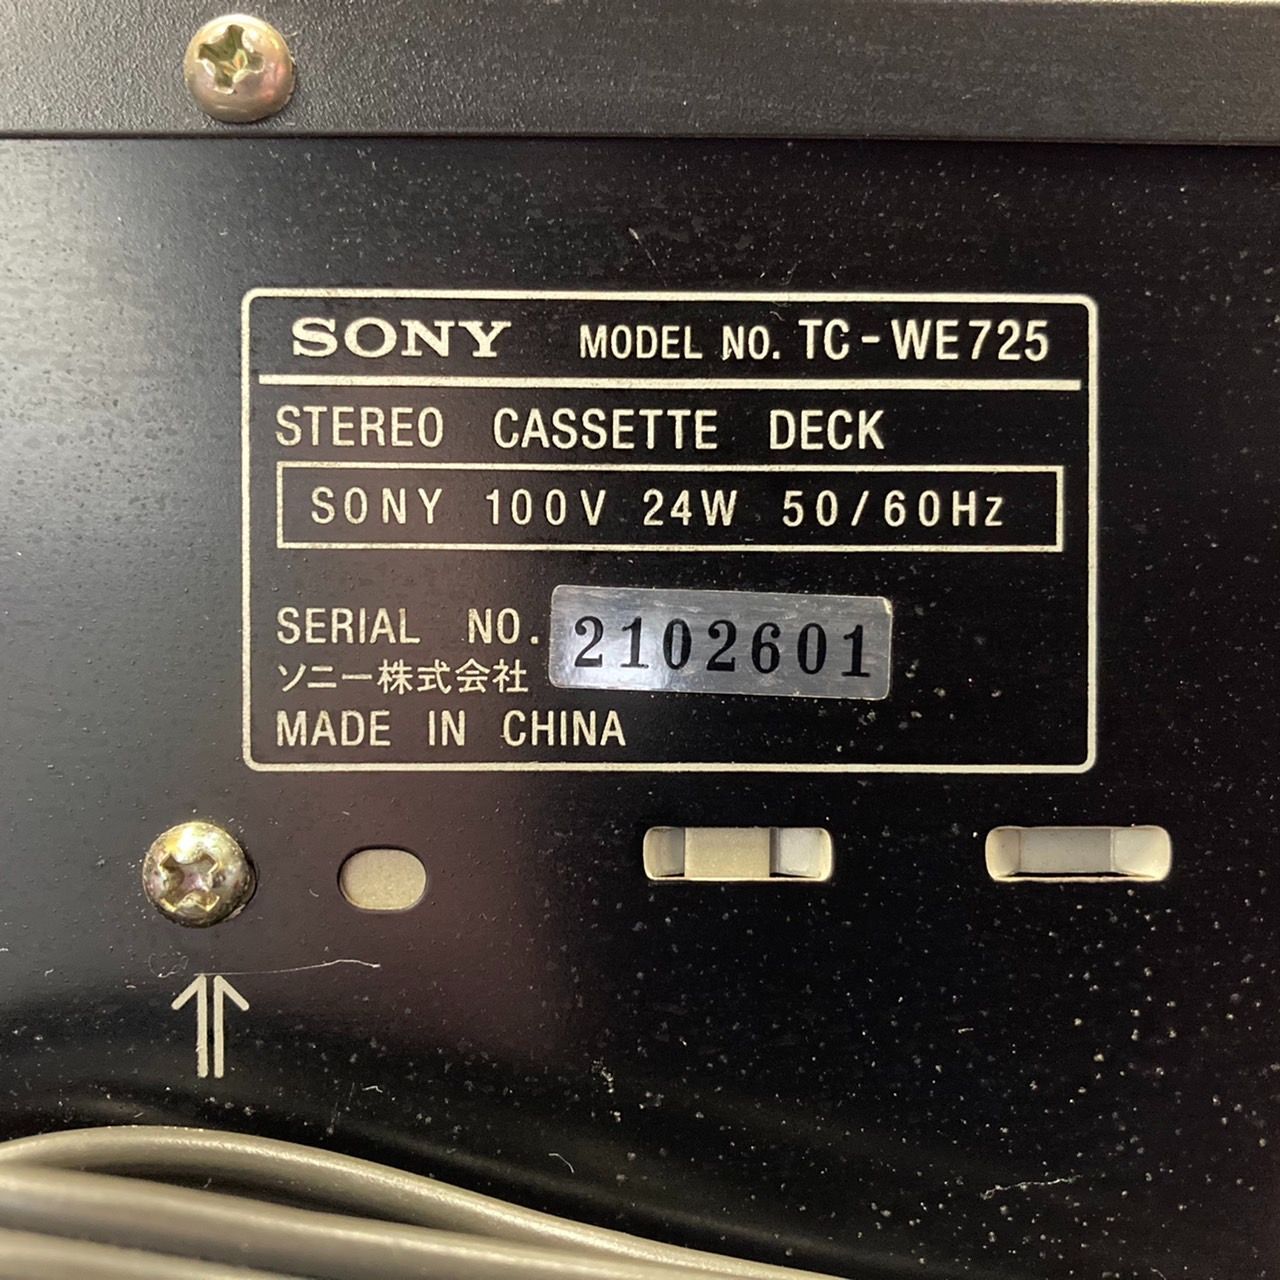 SONY MODEL NO. TC-WE725
STEREO CASSETTE DECK
SONY 100V 24W 50/60Hz
SERIAL NO. 2102601
ソニー株式会社
MADE IN CHINA